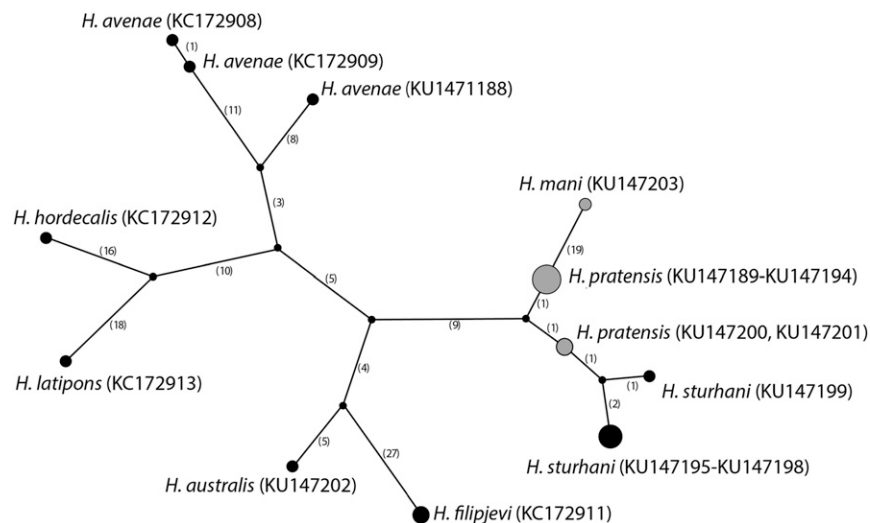 H. avenae (KC172908)
(1)
H. avenae (KC172909)
H. avenae (KU1471188)
(11)
(8)
H. mani (KU147203)
(3)
H. hordecalis (KC172912)
(16)
(19)
(10)
H. pratensis (KU147189-KU147194)
(5)
(1)
(9)
(1)
H. pratensis (KU147200, KU147201)
(18)
(1)
(4)
H. latipons (KC172913)
(1)
H. sturhani (KU147199)
(2)
(5)
(27)
H. sturhani (KU147195-KU147198)
H. australis (KU147202)
H. filipjevi (KC172911)